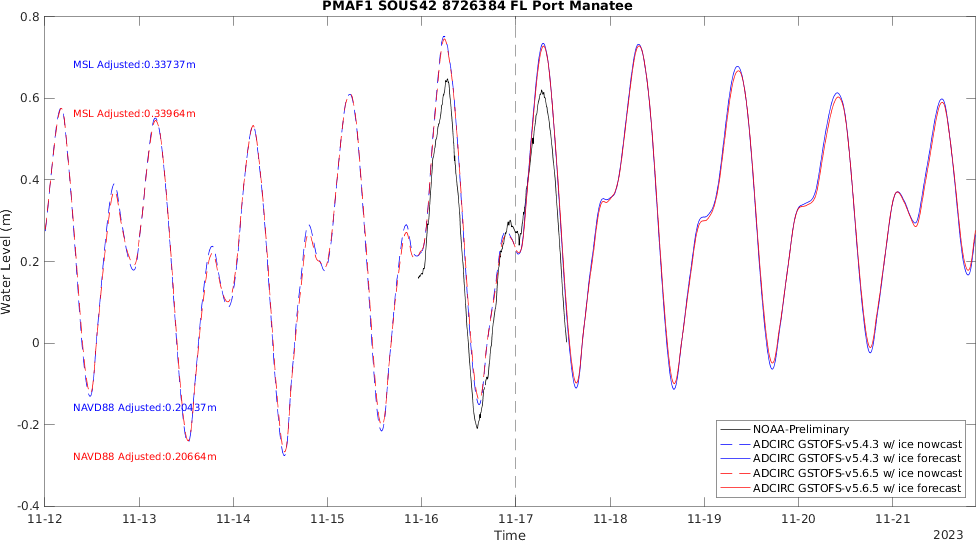 PMAF1 SOUS42 8726384 FL Port Manatee
0.8
0.6
0.4
0.2
0
-0.2
-0.4
Water Level (m)
MSL Adjusted:0.33737m
MSL Adjusted:0.33964m
NAVD88 Adjusted:0.20437m
NAVD88 Adjusted:0.20664m
NOAA-Preliminary
ADCIRC GSTOFS-v5.4.3 w/ ice nowcast
ADCIRC GSTOFS-v5.4.3 w/ ice forecast
ADCIRC GSTOFS-v5.6.5 w/ ice nowcast
ADCIRC GSTOFS-v5.6.5 w/ ice forecast
11-12 11-13 11-14 11-15 11-16 11-17 11-18 11-19 11-20 11-21
Time
2023